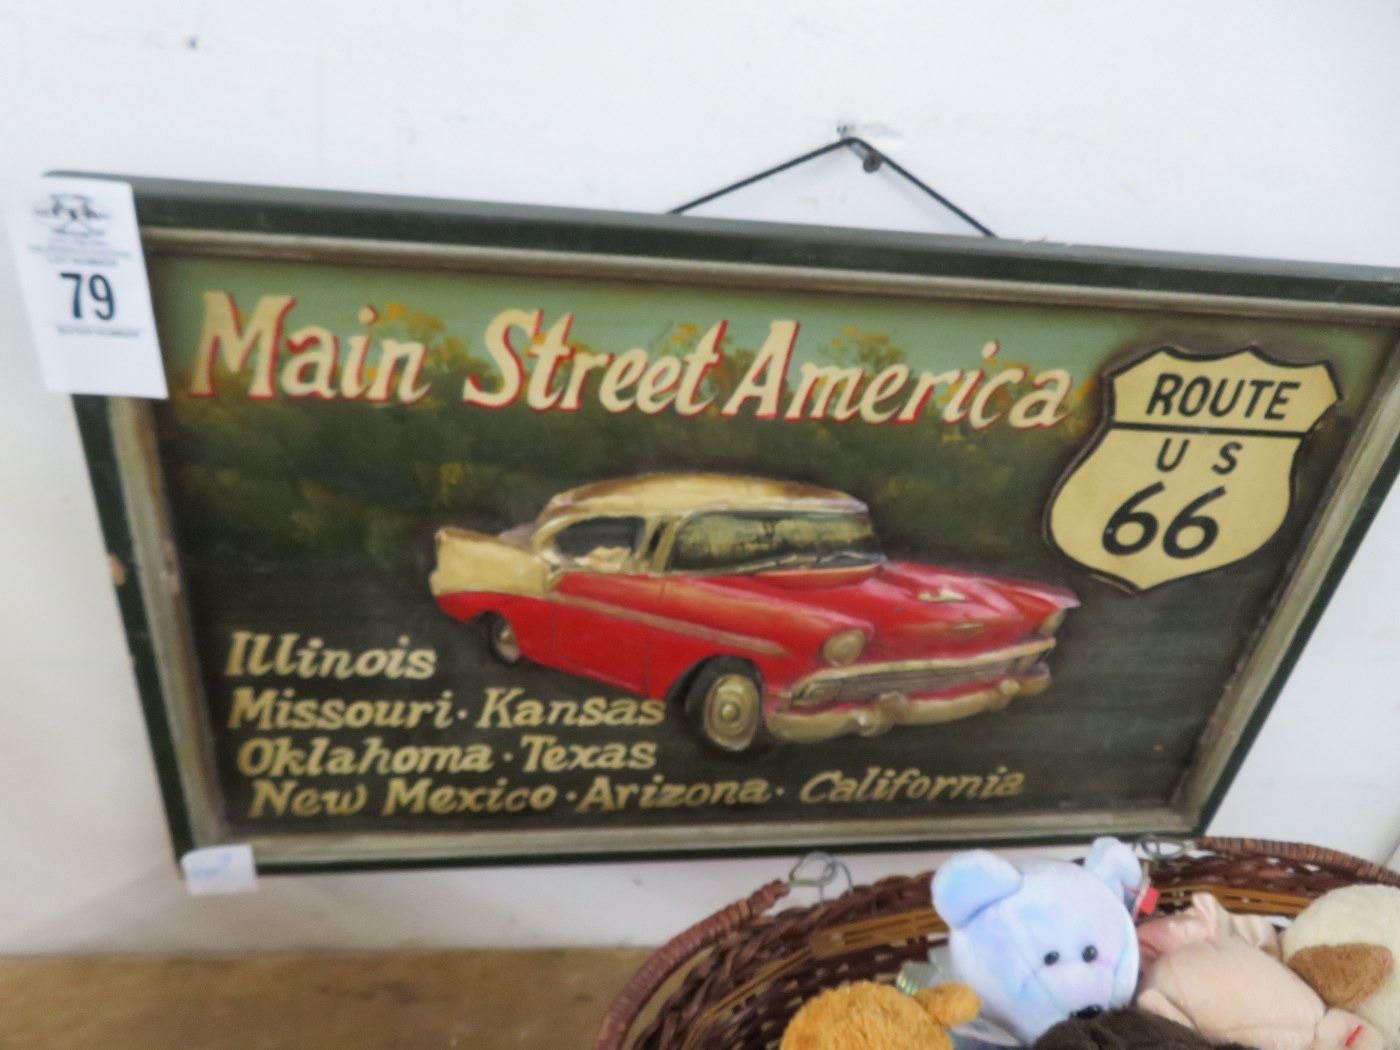 79
Main Street America
ROUTE
U S
66
Illinois
Missouri · Kansas
Oklahoma · Texas
New Mexico · Arizona · California